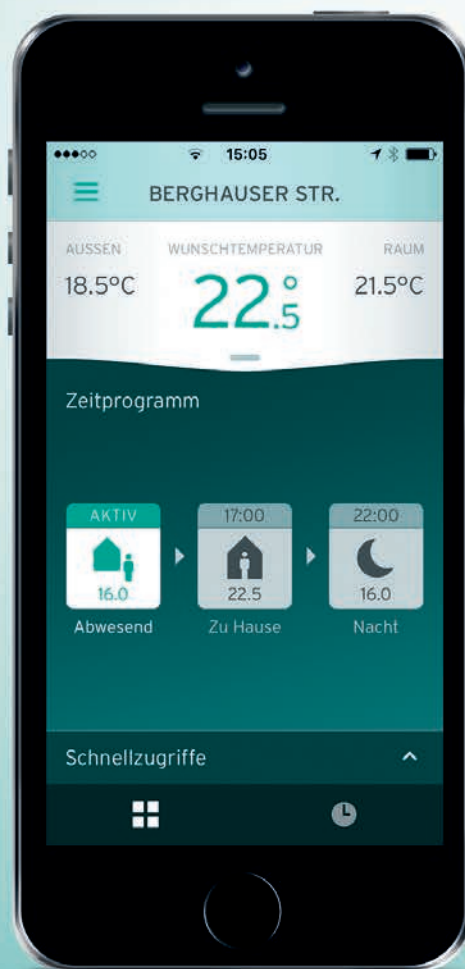 15:05
BERGHAUSER STR.
AUSSEN WUNSCHTEMPERATUR RAUM
18.5°C 22.5° 21.5°C
Zeitprogramm
AKTIV 17:00 22:00
16.0 22.5 16.0
Abwesend Zu Hause Nacht
Schnellzugriffe